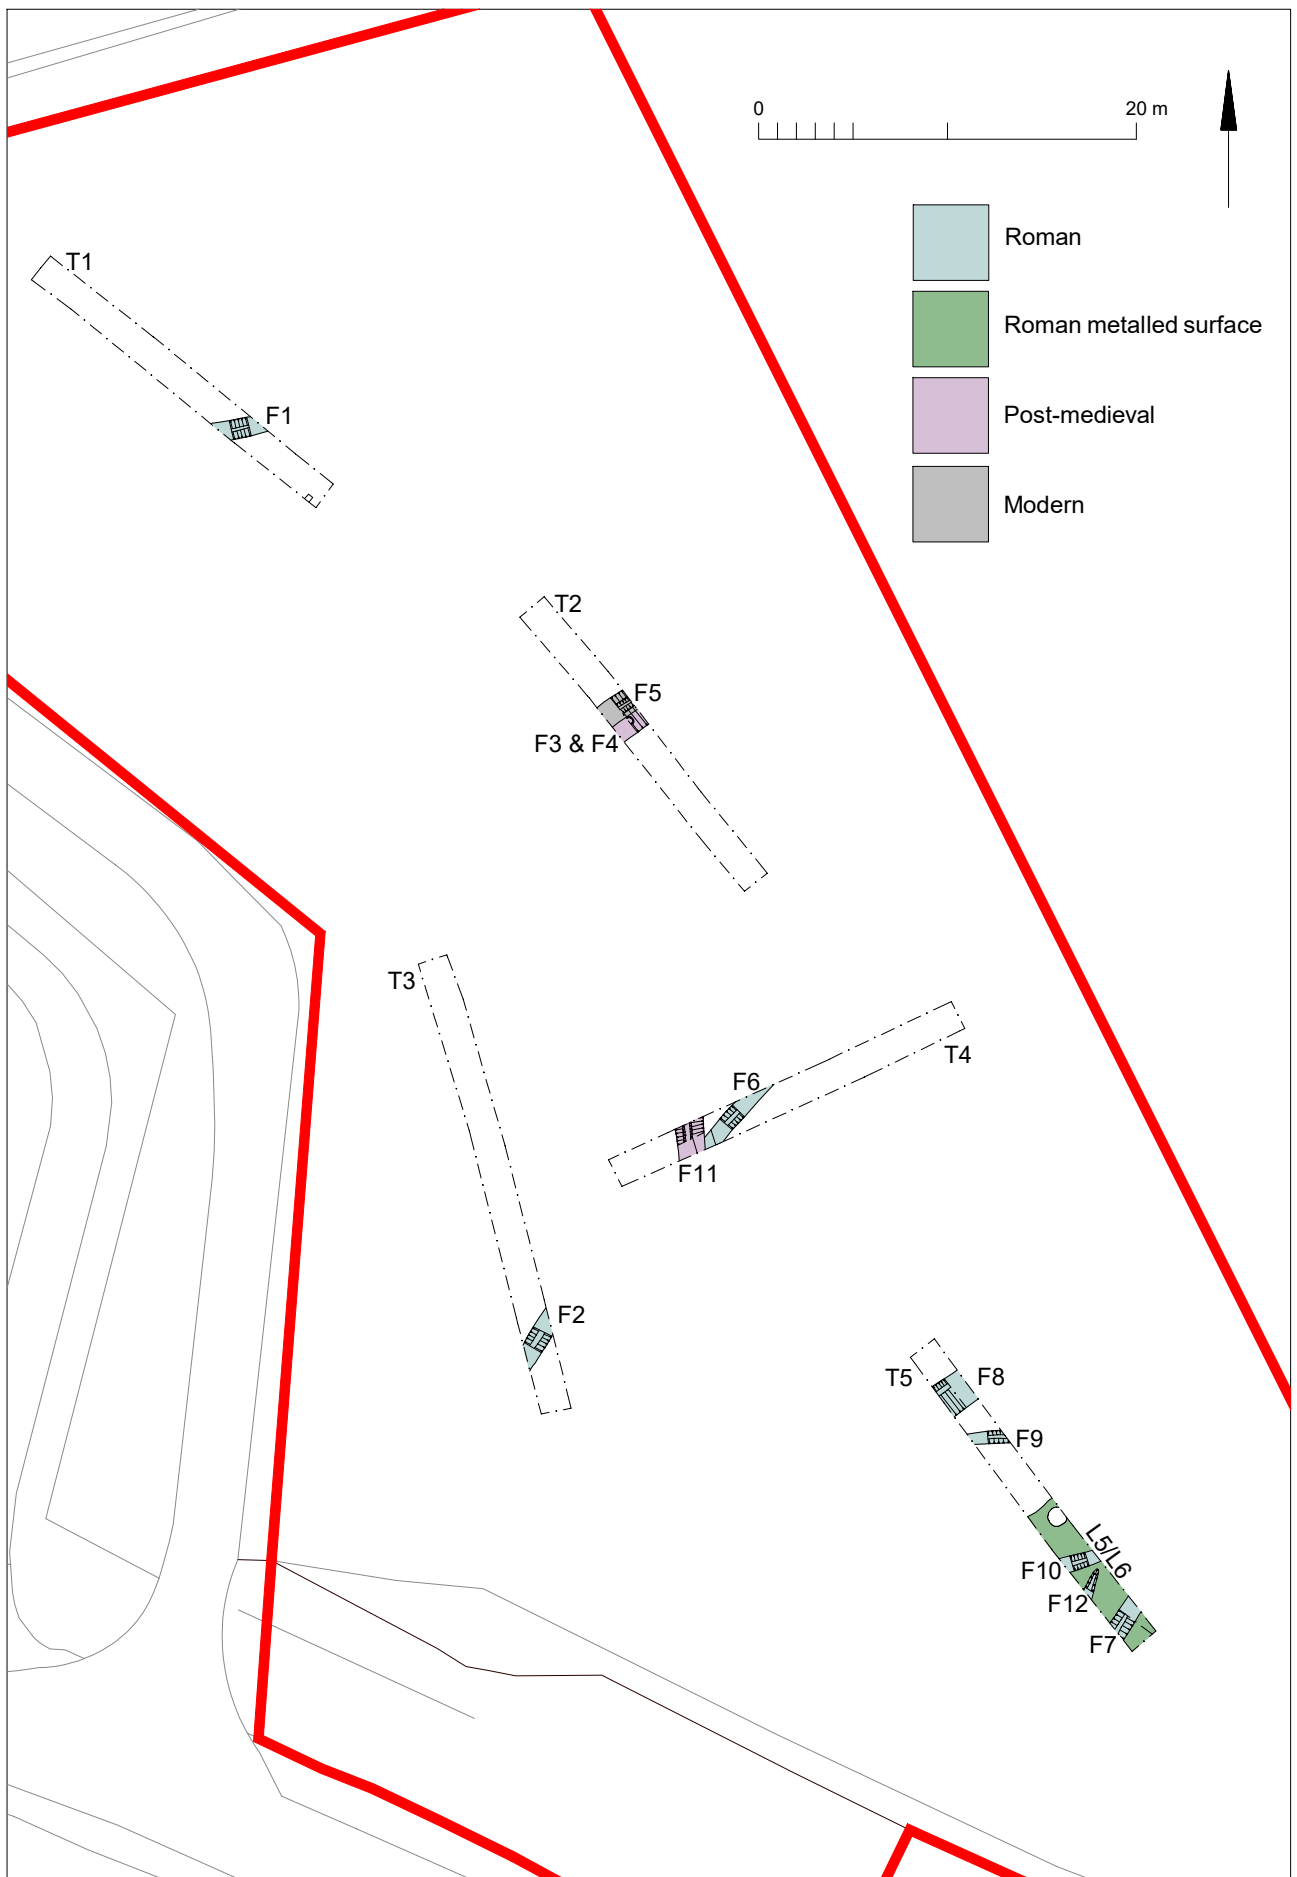 0
20 m
Roman
Roman metalled surface
Post-medieval
Modern
T1
F1
T2
F5
F3 & F4
T3
T4
F6
F11
F2
T5
F8
F9
L5/L6
F10
F12
F7